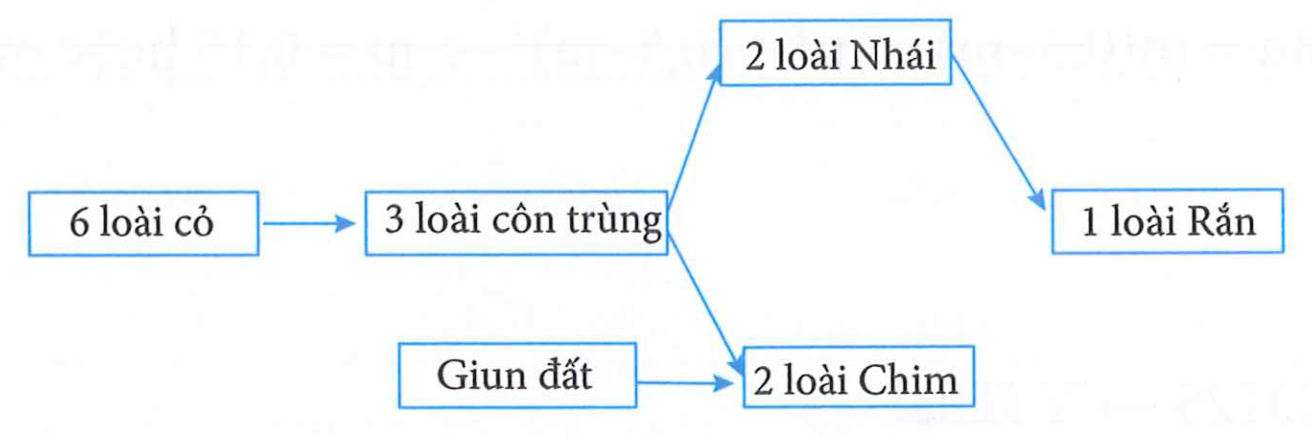 2 loài Nhái
6 loài cỏ
3 loài côn trùng
1 loài Rắn
Giun đất
2 loài Chim